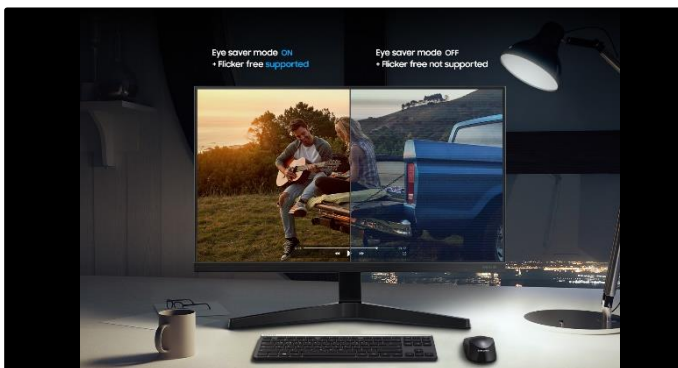 Eye saver mode ON
+ Flicker free supported
Eye saver mode OFF
+ Flicker free not supported